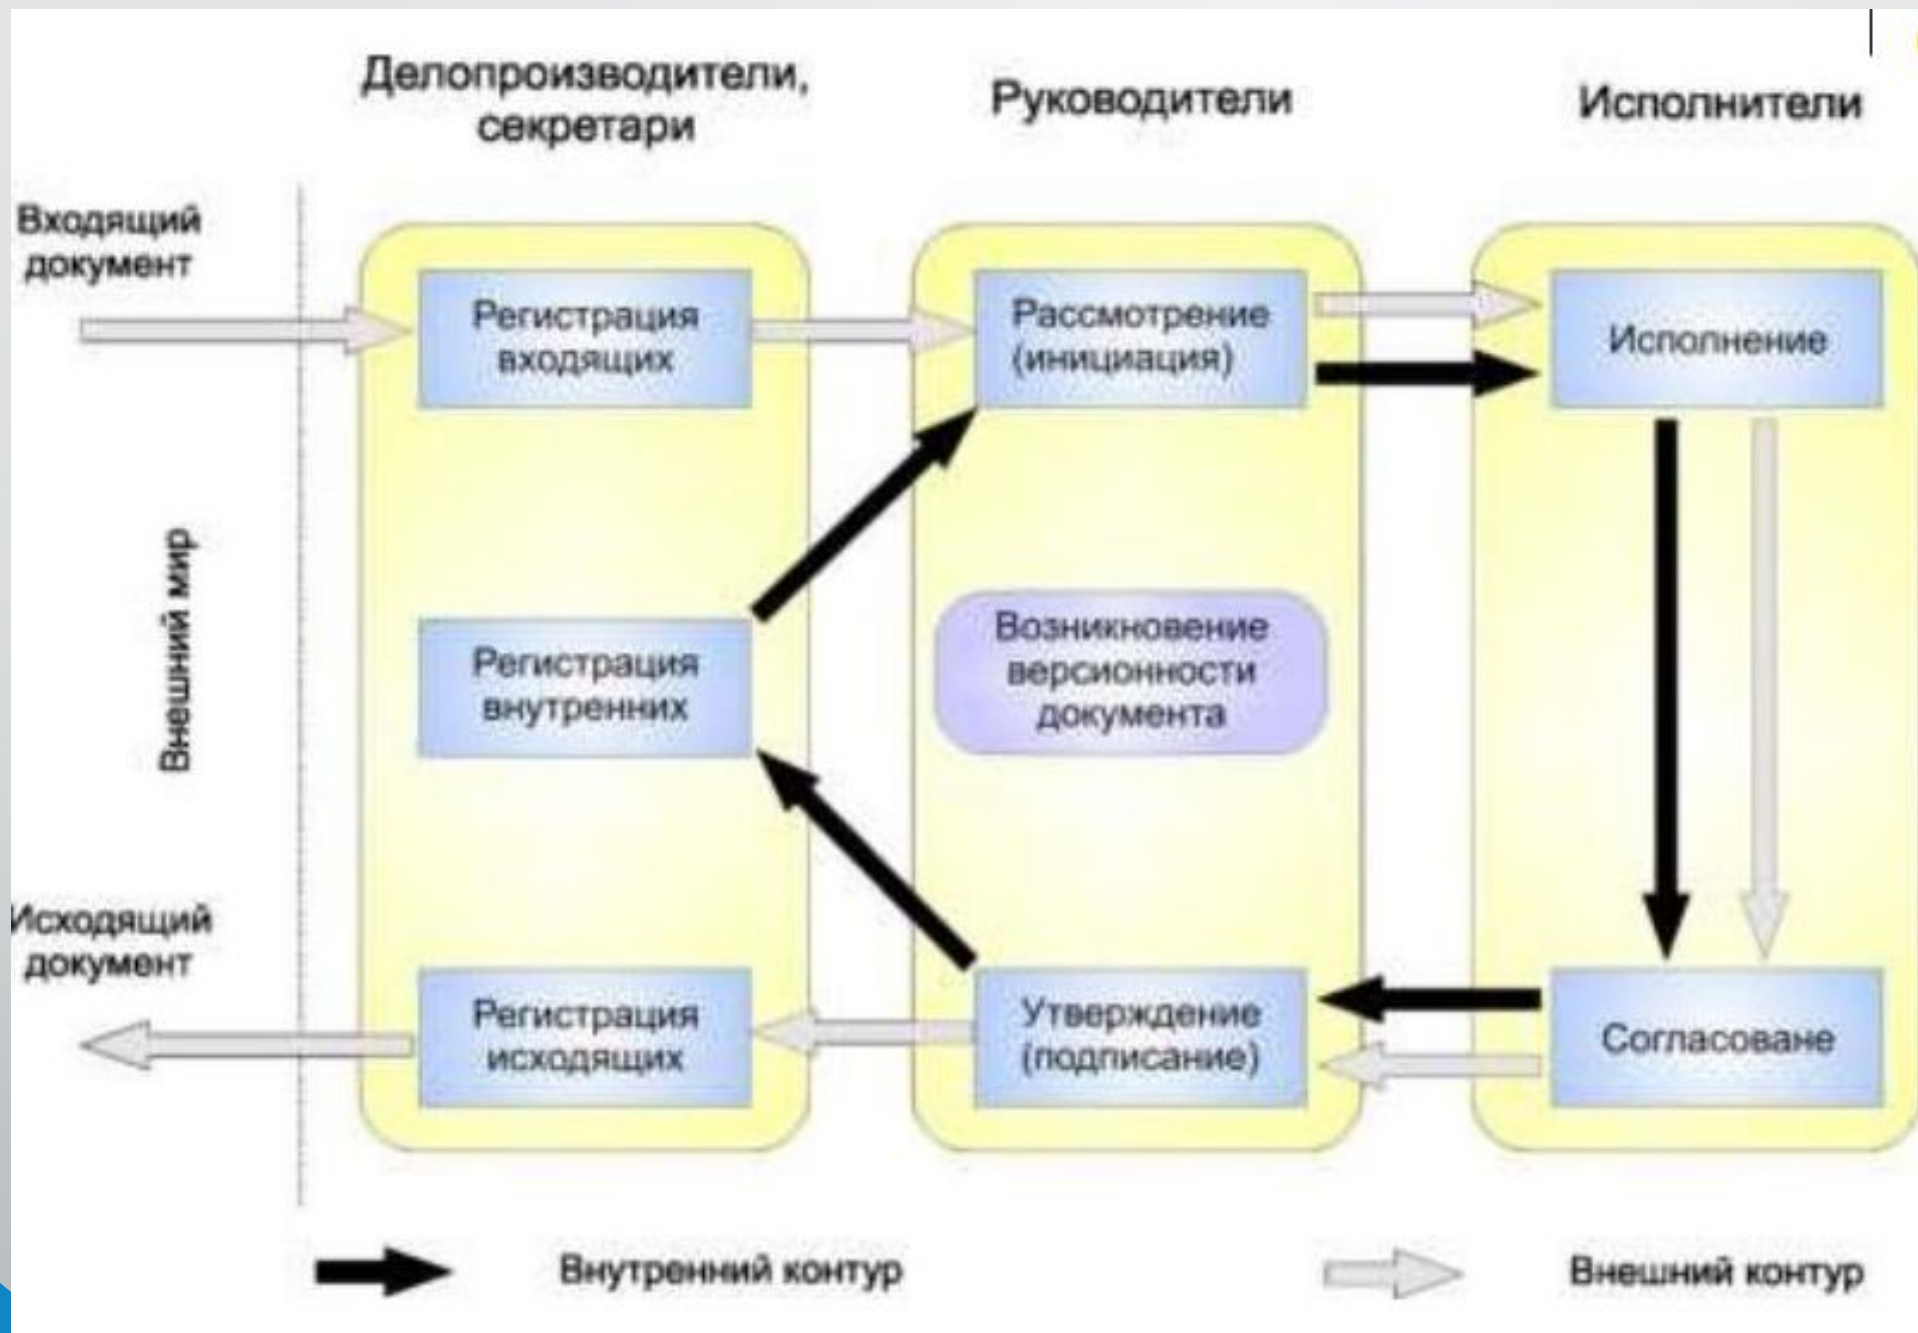 Делопроизводители,
секретари
Руководители
Исполнители
Входящий
документ
Регистрация
входящих
Рассмотрение
(инициация)
Исполнение
Внешний мир
Регистрация
внутренних
Возникновение
версионности
документа
Исходящий
документ
Регистрация
исходящих
Утверждение
(подписание)
Согласоване
Внутренний контур
Внешний контур